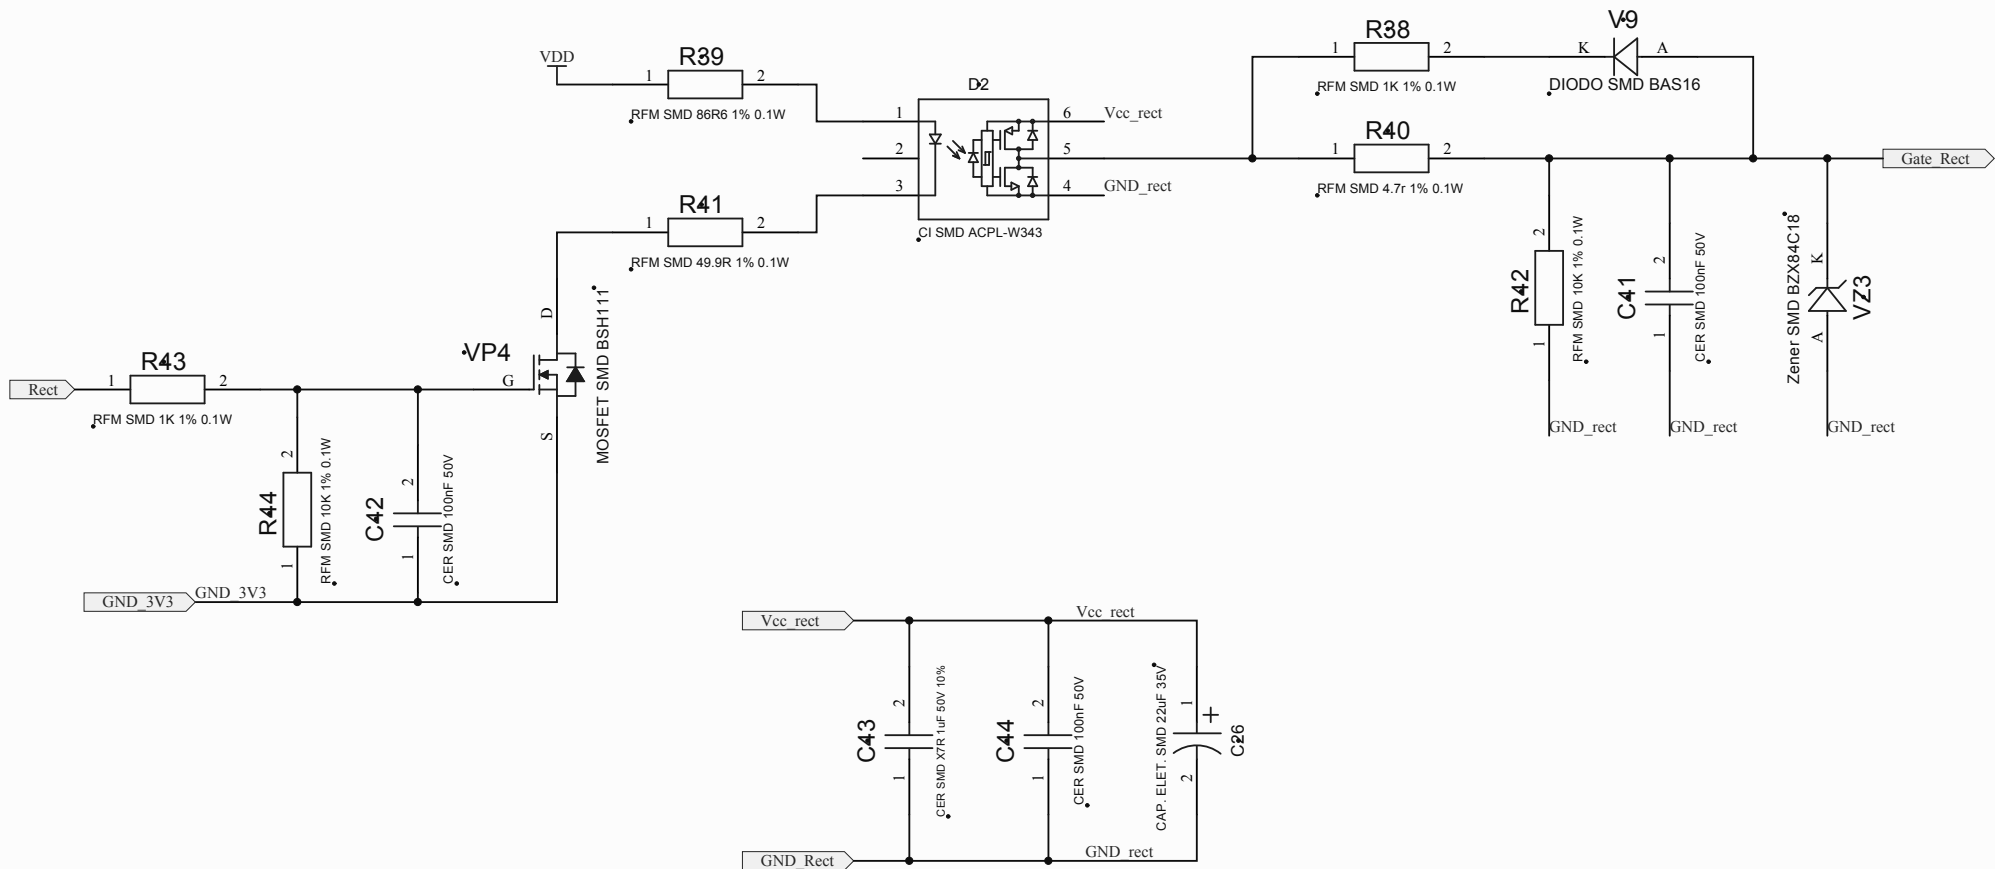 VDD
R39
1
2
RFM SMD 86R6 1% 0.1W
D2
1
2
3
6
5
4
Vcc_rect
GND_rect
CI SMD ACPL-W343
R41
1
2
RFM SMD 49.9R 1% 0.1W
R38
1
2
RFM SMD 1K 1% 0.1W
V9
K
A
DIODO SMD BAS16
R40
1
2
RFM SMD 4.7r 1% 0.1W
Gate_Rect
R42
2
1
RFM SMD 10K 1% 0.1W
GND_rect
C41
2
1
CER SMD 100nF 50V
GND_rect
Zener SMD BZX84C18
K
A
VZ3
GND_rect
Rect
R43
1
2
RFM SMD 1K 1% 0.1W
VP4
G
D
S
MOSFET SMD BSH111
R44
2
1
RFM SMD 10K 1% 0.1W
C42
2
1
CER SMD 100nF 50V
GND_3V3
GND_3V3
Vcc_rect
Vcc_rect
C43
2
1
CER SMD X7R 1uF 50V 10%
C44
2
1
CER SMD 100nF 50V
CAP. ELET. SMD 22uF 35V
1
+
2
C26
GND_Rect
GND_rect